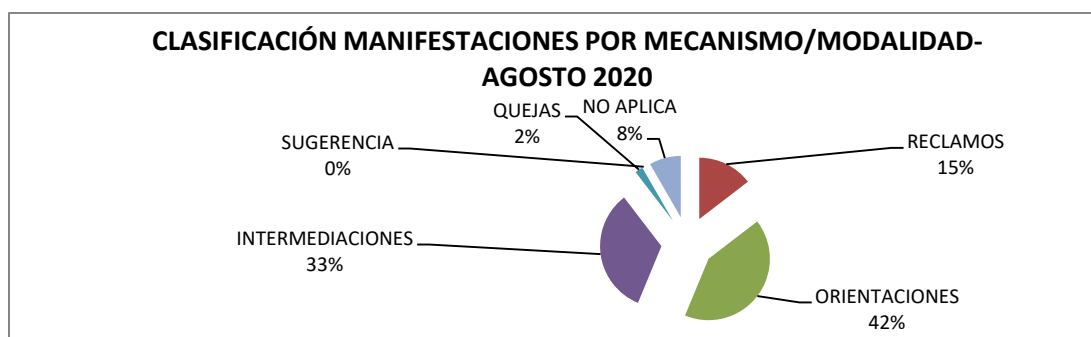 CLASIFICACIÓN MANIFESTACIONES POR MECANISMO/MODALIDAD-
AGOSTO 2020
QUEJAS
2%
NO APLICA
8%
SUGERENCIA
0%
RECLAMOS
15%
INTERMEDIACIONES
33%
ORIENTACIONES
42%